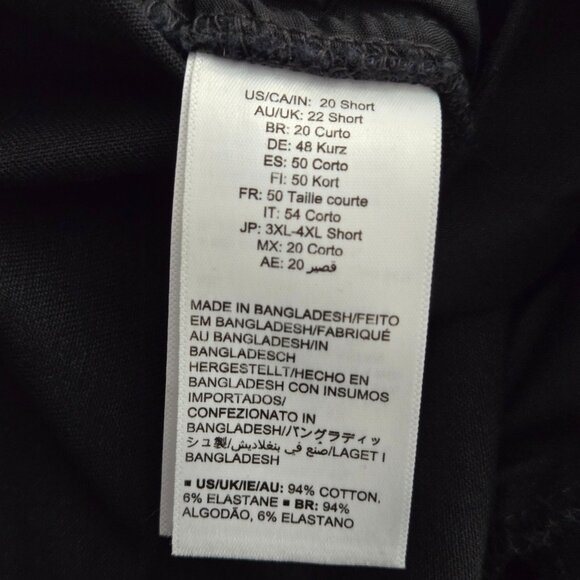 US/CA/IN: 20 Short
AU/UK: 22 Short
BR: 20 Curto
DE: 48 Kurz
ES: 50 Corto
FI: 50 Kort
FR: 50 Taille courte
IT: 54 Corto
JP: 3XL-4XL Short
MX: 20 Corto
AE: 20 قصير
MADE IN BANGLADESH/FEITO
EM BANGLADESH/FABRIQUÉ
AU BANGLADESH/IN
BANGLADESCH
HERGESTELLT/HECHO EN
BANGLADESH CON INSUMOS
IMPORTADOS/
CONFEZIONATO IN
BANGLADESH//バングラディッ
シュ製/صنع في بنغلاديش/LAGET I
BANGLADESH
▪ US/UK/IE/AU: 94% COTTON,
6% ELASTANE ▪ BR: 94%
ALGODÃO, 6% ELASTANO